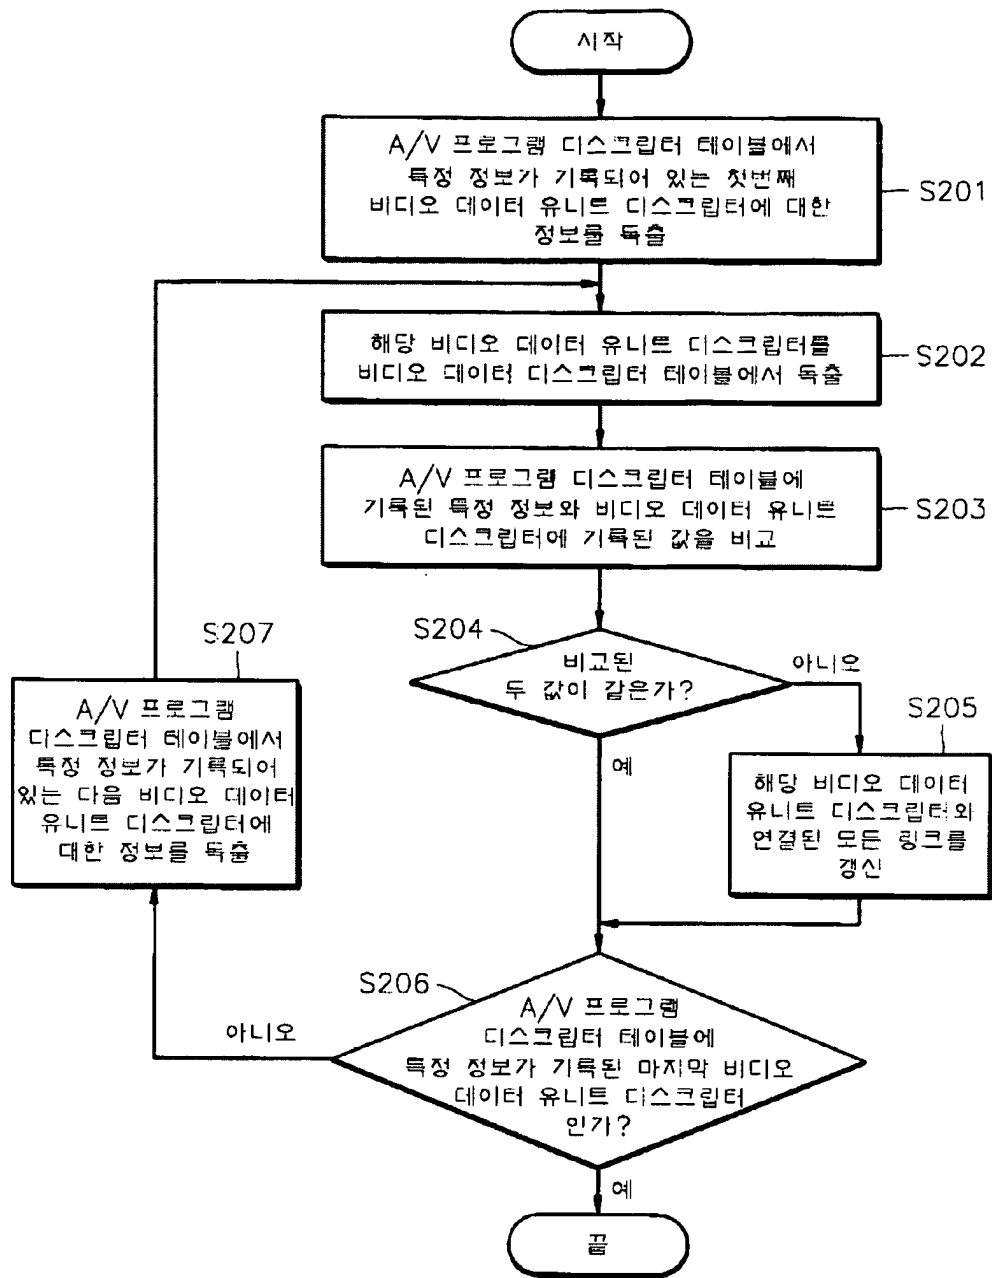 시작
A/V 프로그램 디스크립터 테이블에서
특정 정보가 기록되어 있는 첫번째
비디오 데이터 유니트 디스크립터에 대한
정보를 독출
S201
해당 비디오 데이터 유니트 디스크립터를
비디오 데이터 디스크립터 테이블에서 독출
S202
A/V 프로그램 디스크립터 테이블에
기록된 특정 정보와 비디오 데이터 유니트
디스크립터에 기록된 값을 비교
S203
S204
비교된
두 값이 같은가?
아니오
예
S205
해당 비디오 데이터
유니트 디스크립터와
연결된 모든 링크를
갱신
S207
A/V 프로그램
디스크립터 테이블에서
특정 정보가 기록되어
있는 다음 비디오 데이터
유니트 디스크립터에
대한 정보를 독출
S206
A/V 프로그램
디스크립터 테이블에
특정 정보가 기록된 마지막 비디오
데이터 유니트 디스크립터
인가?
아니오
예
끝